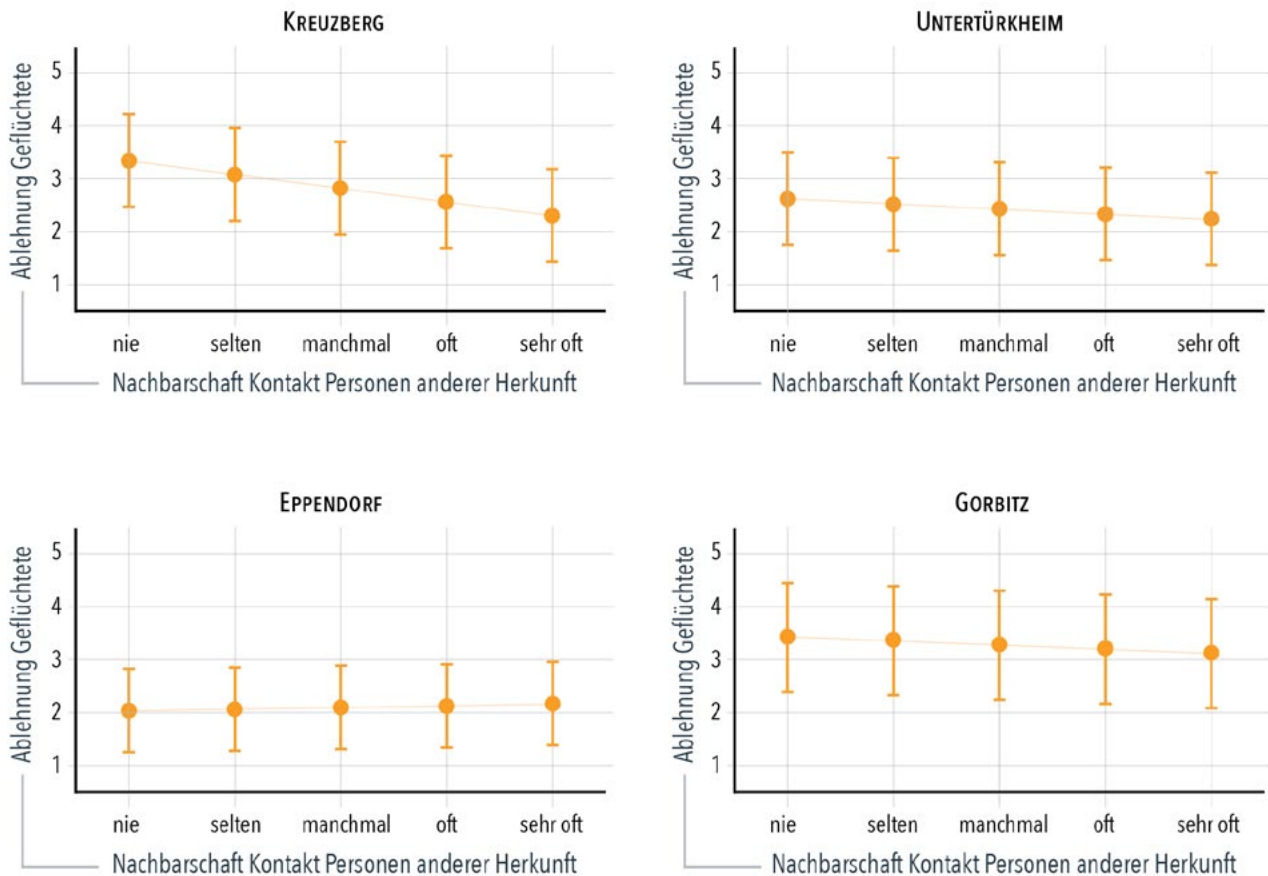 KREUZBERG
Ablehnung Geflüchtete
5
4
3
2
1
nie selten manchmal oft sehr oft
Nachbarschaft Kontakt Personen anderer Herkunft
UNTERTÜRKHEIM
Ablehnung Geflüchtete
5
4
3
2
1
nie selten manchmal oft sehr oft
Nachbarschaft Kontakt Personen anderer Herkunft
EPPENDORF
Ablehnung Geflüchtete
5
4
3
2
1
nie selten manchmal oft sehr oft
Nachbarschaft Kontakt Personen anderer Herkunft
GORBITZ
Ablehnung Geflüchtete
5
4
3
2
1
nie selten manchmal oft sehr oft
Nachbarschaft Kontakt Personen anderer Herkunft